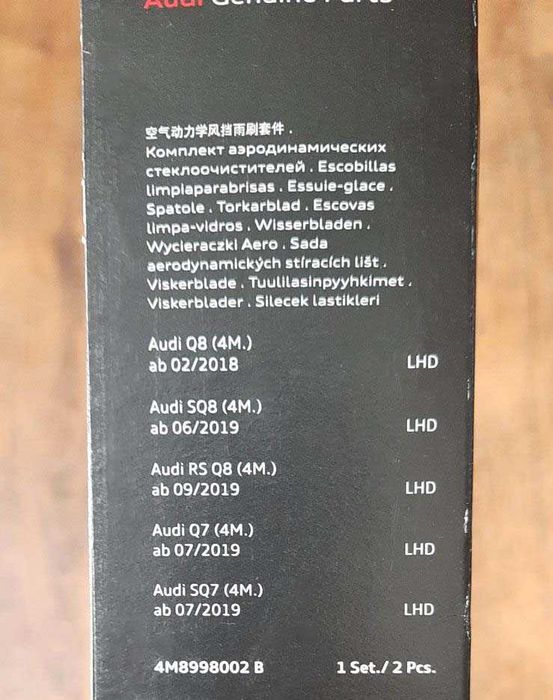 Audi Genuine Parts
空气动力学风挡雨刷套件 .
Комплект аэродинамических
стеклоочистителей . Escobillas
limpiaparabrisas . Essuie-glace .
Spatole . Torkarblad . Escovas
limpa-vidros . Wisserbladen .
Wycieraczki Aero . Sada
aerodynamických stíracích lišt .
Viskerblade . Tuulilasinpyyhkimet .
Viskerblader . Silecek lastikleri
Audi Q8 (4M.)
ab 02/2018 LHD
Audi SQ8 (4M.)
ab 06/2019 LHD
Audi RS Q8 (4M.)
ab 09/2019 LHD
Audi Q7 (4M.)
ab 07/2019 LHD
Audi SQ7 (4M.)
ab 07/2019 LHD
4M8998002 B 1 Set./ 2 Pcs.